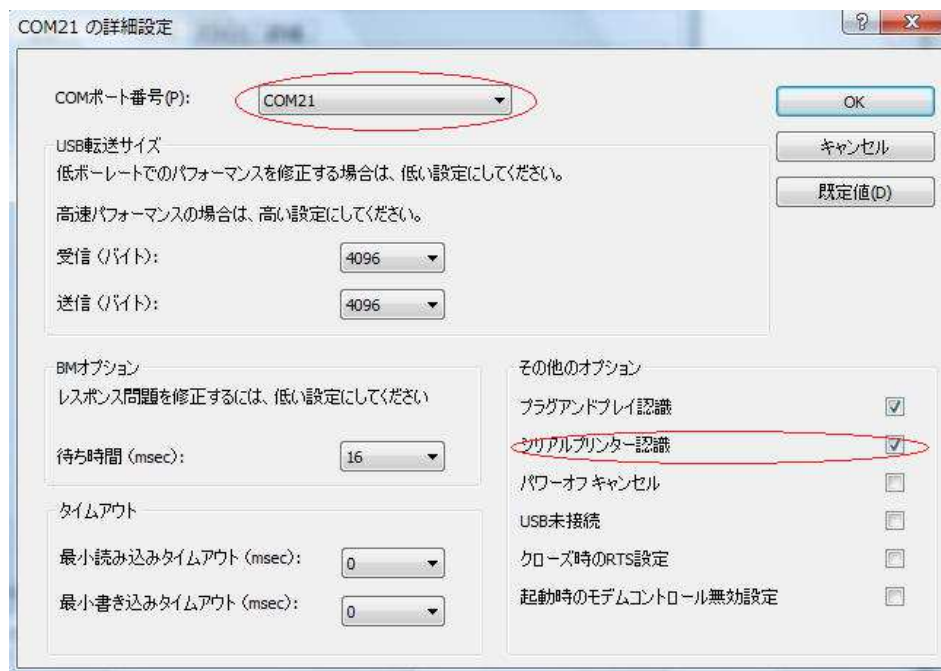 COM21 の詳細設定
COMポート番号(P):
COM21
OK
USB転送サイズ
キャンセル
低ボーレートでのパフォーマンスを修正する場合は、低い設定にしてください。
既定値(D)
高速パフォーマンスの場合は、高い設定にしてください。
受信 (バイト):
4096
送信 (バイト):
4096
BMオプション
レスポンス問題を修正するには、低い設定にしてください
待ち時間 (msec):
16
タイムアウト
最小読み込みタイムアウト (msec):
0
最小書き込みタイムアウト (msec):
0
その他のオプション
プラグアンドプレイ認識
シリアルプリンター認識
パワーオフ キャンセル
USB未接続
クローズ時のRTS設定
起動時のモデムコントロール無効設定